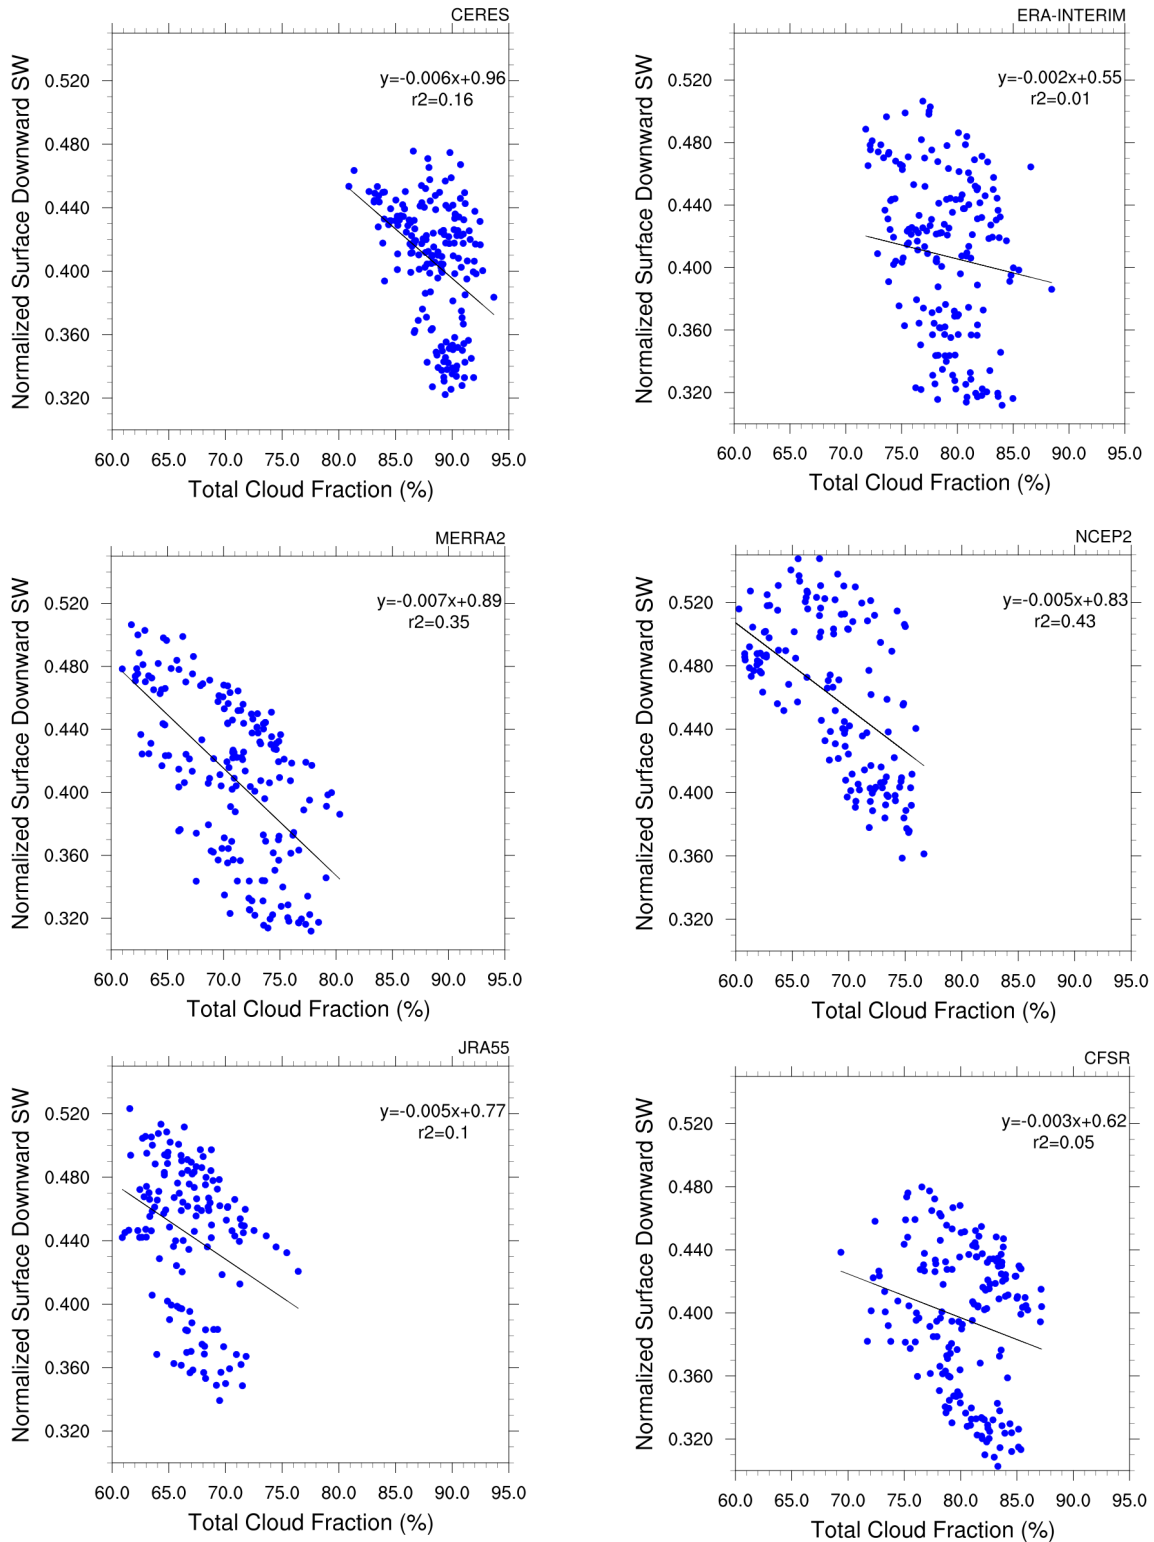 CERES
y=-0.006x+0.96
r2=0.16
Normalized Surface Downward SW
0.520
0.480
0.440
0.400
0.360
0.320
60.0 65.0 70.0 75.0 80.0 85.0 90.0 95.0
Total Cloud Fraction (%)
ERA-INTERIM
y=-0.002x+0.55
r2=0.01
Normalized Surface Downward SW
0.520
0.480
0.440
0.400
0.360
0.320
60.0 65.0 70.0 75.0 80.0 85.0 90.0 95.0
Total Cloud Fraction (%)
MERRA2
y=-0.007x+0.89
r2=0.35
Normalized Surface Downward SW
0.520
0.480
0.440
0.400
0.360
0.320
60.0 65.0 70.0 75.0 80.0 85.0 90.0 95.0
Total Cloud Fraction (%)
NCEP2
y=-0.005x+0.83
r2=0.43
Normalized Surface Downward SW
0.520
0.480
0.440
0.400
0.360
0.320
60.0 65.0 70.0 75.0 80.0 85.0 90.0 95.0
Total Cloud Fraction (%)
JRA55
y=-0.005x+0.77
r2=0.1
Normalized Surface Downward SW
0.520
0.480
0.440
0.400
0.360
0.320
60.0 65.0 70.0 75.0 80.0 85.0 90.0 95.0
Total Cloud Fraction (%)
CFSR
y=-0.003x+0.62
r2=0.05
Normalized Surface Downward SW
0.520
0.480
0.440
0.400
0.360
0.320
60.0 65.0 70.0 75.0 80.0 85.0 90.0 95.0
Total Cloud Fraction (%)